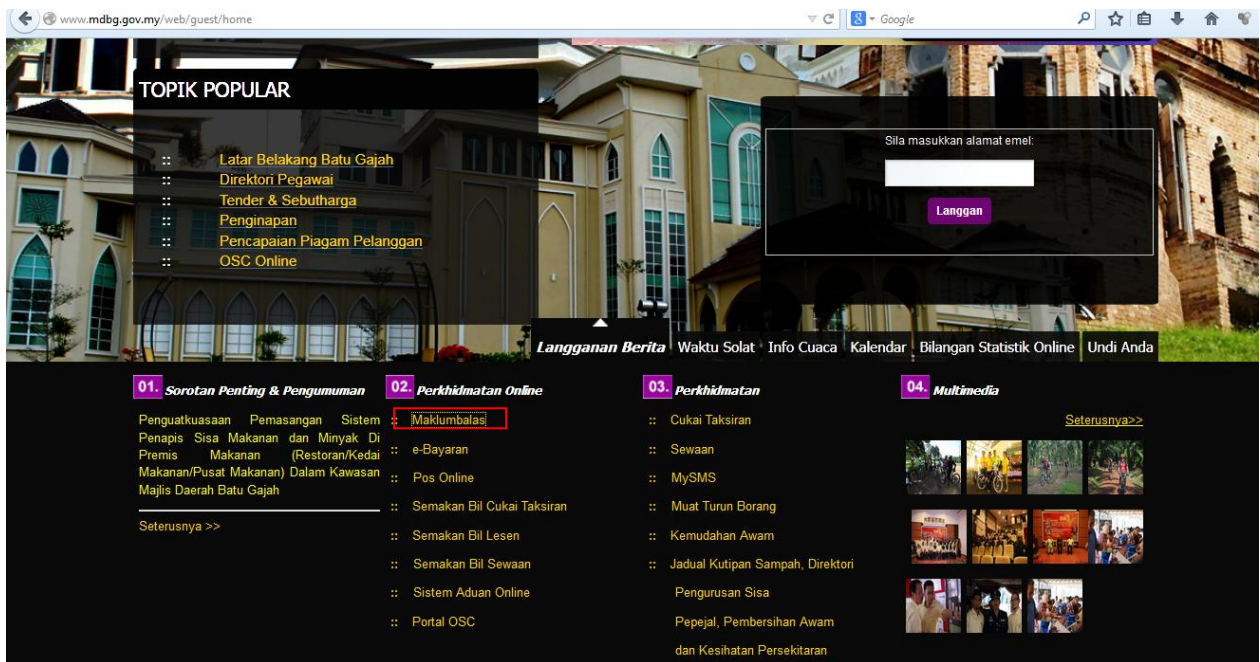 www.mdbg.gov.my/web/guest/home
Google
TOPIK POPULAR
:: Latar Belakang Batu Gajah
:: Direktori Pegawai
:: Tender & Sebutharga
:: Penginapan
:: Pencapaian Piagam Pelanggan
:: OSC Online
Sila masukkan alamat emel:
Langgan
Langganan Berita Waktu Solat Info Cuaca Kalendar Bilangan Statistik Online Undi Anda
01. Sorotan Penting & Pengumuman
Penguatkuasaan Pemasangan Sistem
Penapis Sisa Makanan dan Minyak Di
Premis Makanan (Restoran/Kedai
Makanan/Pusat Makanan) Dalam Kawasan
Majlis Daerah Batu Gajah
Seterusnya >>
02. Perkhidmatan Online
:: Maklumbalas
:: e-Bayaran
:: Pos Online
:: Semakan Bil Cukai Taksiran
:: Semakan Bil Lesen
:: Semakan Bil Sewaan
:: Sistem Aduan Online
:: Portal OSC
03. Perkhidmatan
:: Cukai Taksiran
:: Sewaan
:: MySMS
:: Muat Turun Borang
:: Kemudahan Awam
:: Jadual Kutipan Sampah, Direktori
Pengurusan Sisa
Pepejal, Pembersihan Awam
dan Kesihatan Persekitaran
04. Multimedia
Seterusnya>>